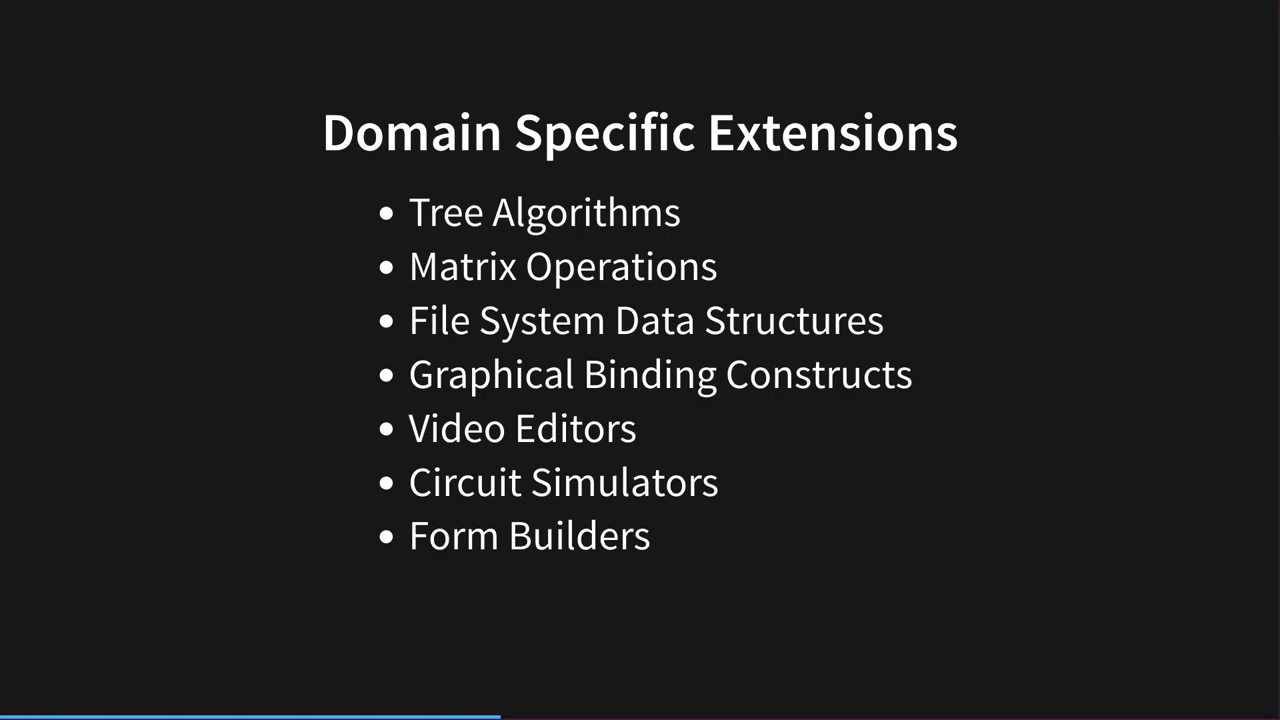 Domain Specific Extensions
• Tree Algorithms
• Matrix Operations
• File System Data Structures
• Graphical Binding Constructs
• Video Editors
• Circuit Simulators
• Form Builders